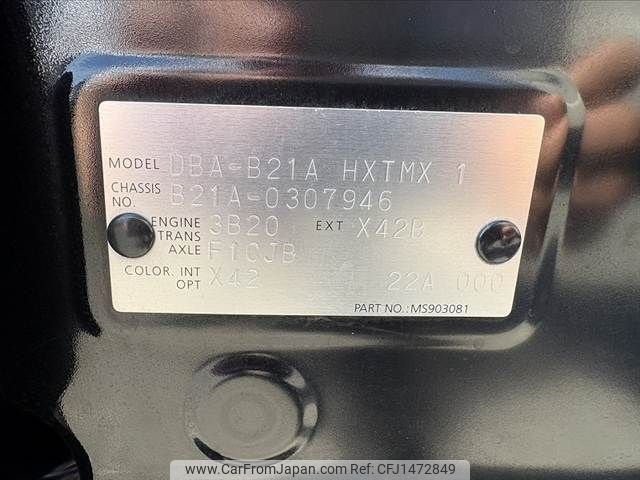 MODEL DBA-B21A HXTMX 1
CHASSIS NO. B21A-0307946
ENGINE 3B20 EXT X42B
TRANS AXLE F1CJB
COLOR. INT X42
OPT 22A 000
PART NO.:MS903081
www.CarFromJapan.com - CFJ1472849